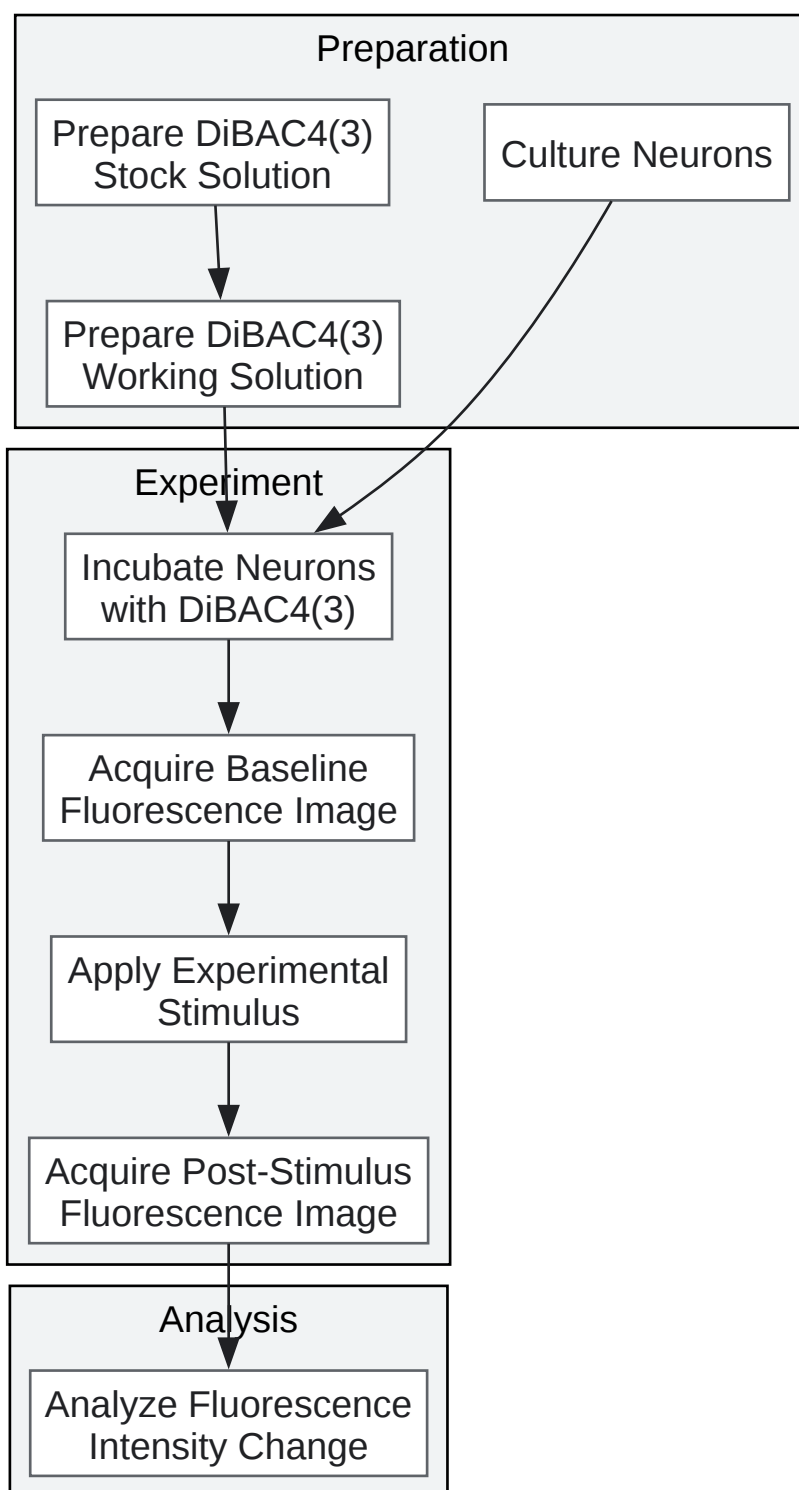 Preparation
Prepare DiBAC4(3)
Stock Solution
Culture Neurons
Prepare DiBAC4(3)
Working Solution
Experiment
Incubate Neurons
with DiBAC4(3)
Acquire Baseline
Fluorescence Image
Apply Experimental
Stimulus
Acquire Post-Stimulus
Fluorescence Image
Analysis
Analyze Fluorescence
Intensity Change